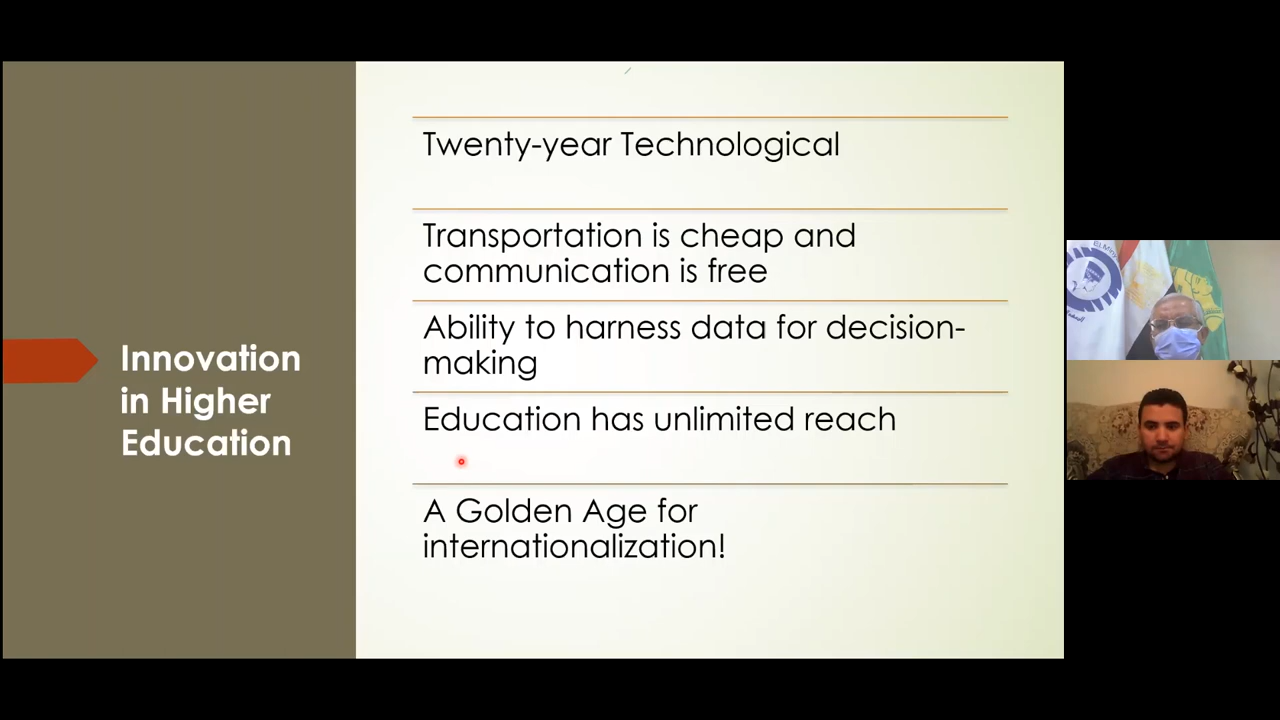 Innovation
in Higher
Education
Twenty-year Technological
Transportation is cheap and
communication is free
Ability to harness data for decision-
making
Education has unlimited reach
A Golden Age for
internationalization!